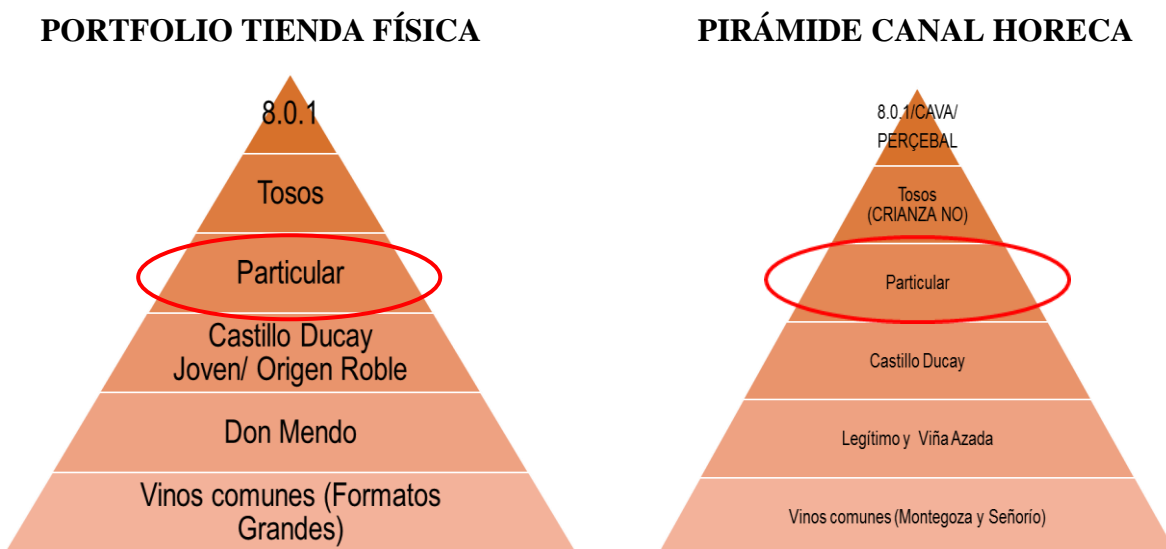 PORTFOLIO TIENDA FÍSICA
8.0.1
Tosos
Particular
Castillo Ducay
Joven/ Origen Roble
Don Mendo
Vinos comunes (Formatos
Grandes)
PIRÁMIDE CANAL HORECA
8.0.1/CAVA/
PERÇEBAL
Tosos
(CRIANZA NO)
Particular
Castillo Ducay
Legítimo y Viña Azada
Vinos comunes (Montegoza y Señorío)